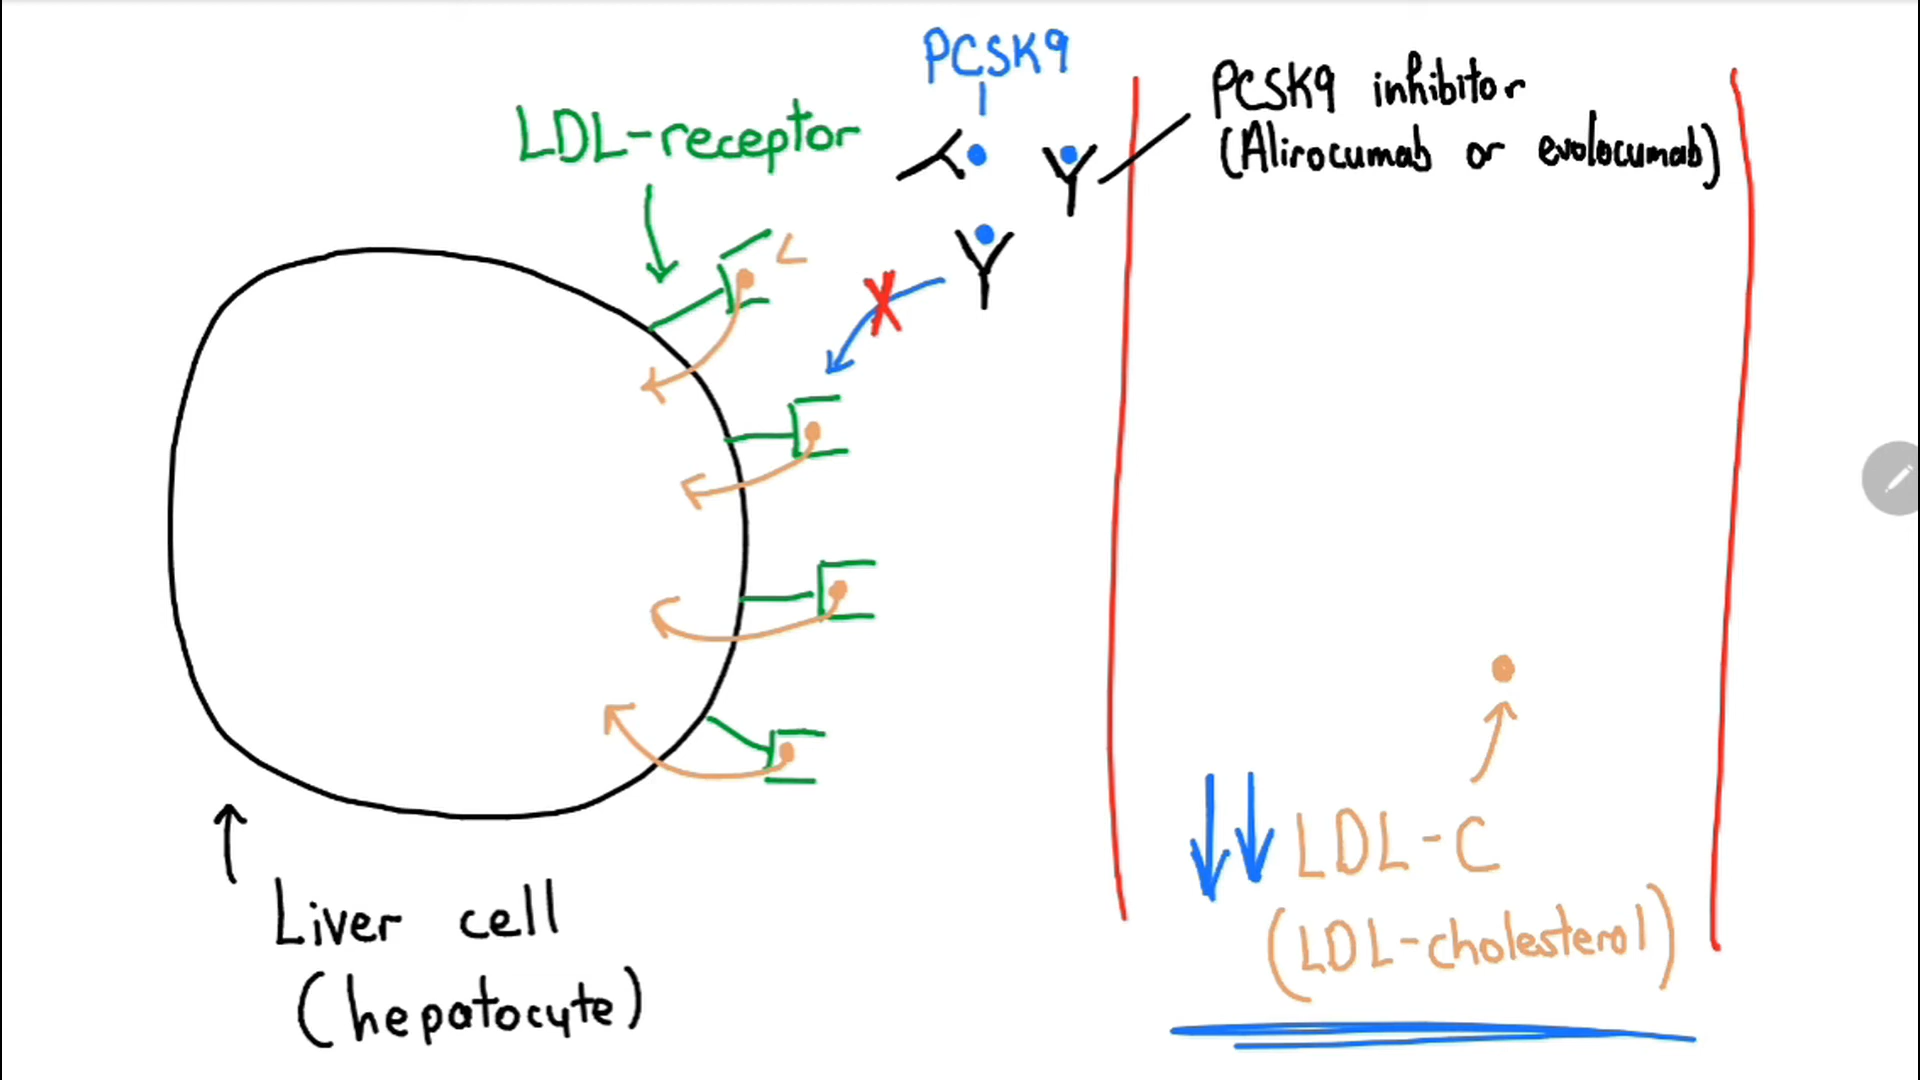 PCSK9
LDL-receptor
PCSK9 inhibitor
(Alirocumab or evolocumab)
L
LDL-C
(LDL-cholesterol)
Liver cell
(hepatocyte)